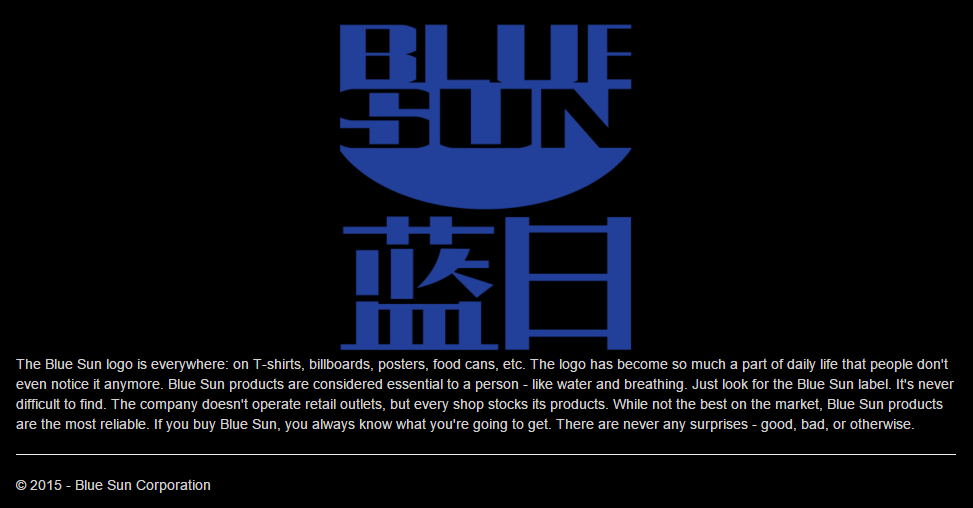 BLUE
SUN
蓝日
The Blue Sun logo is everywhere: on T-shirts, billboards, posters, food cans, etc. The logo has become so much a part of daily life that people don't
even notice it anymore. Blue Sun products are considered essential to a person - like water and breathing. Just look for the Blue Sun label. It's never
difficult to find. The company doesn't operate retail outlets, but every shop stocks its products. While not the best on the market, Blue Sun products
are the most reliable. If you buy Blue Sun, you always know what you're going to get. There are never any surprises - good, bad, or otherwise.
© 2015 - Blue Sun Corporation